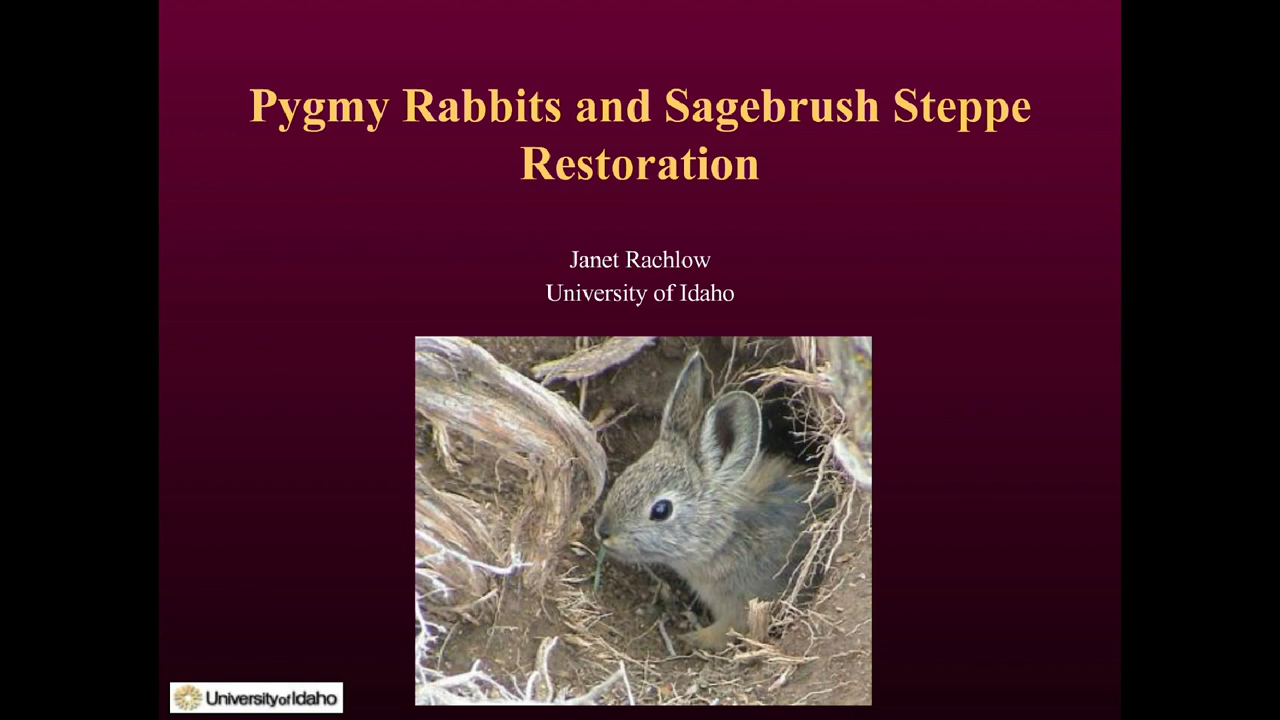 Pygmy Rabbits and Sagebrush Steppe
Restoration
Janet Rachlow
University of Idaho
University of Idaho